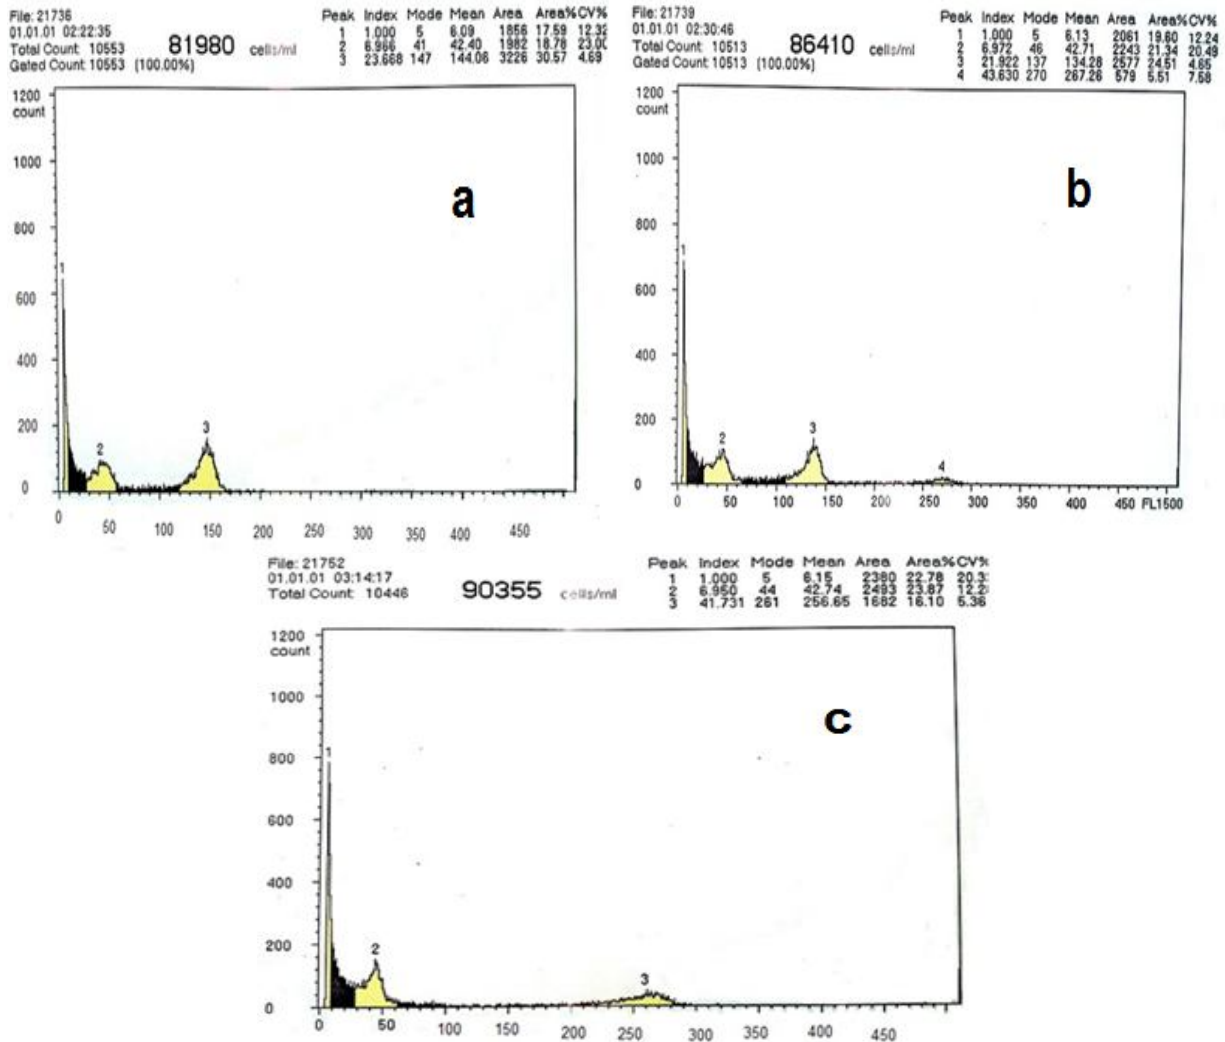 File: 21736
01.01.01 02:22:35
Total Count: 10553
Gated Count: 10553 (100.00%)
81980 cells/ml
Peak Index Mode Mean Area Area% CV%
1 1.000 5 6.09 1856 17.59 12.32
2 6.966 41 42.40 1982 18.78
3 23.668 147 144.06 3226 30.57 4.69
1200
count
1000
800
600
400
200
0
1
2
3
a
0 50 100 150 200 250 300 350 400 450
File: 21739
01.01.01 02:30:46
Total Count: 10513
Gated Count: 10513 (100.00%)
86410 cells/ml
Peak Index Mode Mean Area Area% CV%
1 1.000 5 6.13 2061 19.60 12.24
2 6.972 46 42.71 2243 21.34 20.49
3 21.922 137 134.28 2577 24.51 4.65
4 43.630 270 267.26 579 5.51 7.58
1200
count
1000
800
600
400
200
0
1
2
3
4
b
0 50 100 150 200 250 300 350 400 450 FL1500
File: 21752
01.01.01 03:14:17
Total Count: 10446
90355 cells/ml
Peak Index Mode Mean Area Area% CV%
1 1.000 5 6.15 2380 22.78
2 6.950 44 42.74 2493 23.87
3 41.731 261 256.65 1682 16.10 5.36
1200
count
1000
800
600
400
200
0
1
2
3
c
0 50 100 150 200 250 300 350 400 450